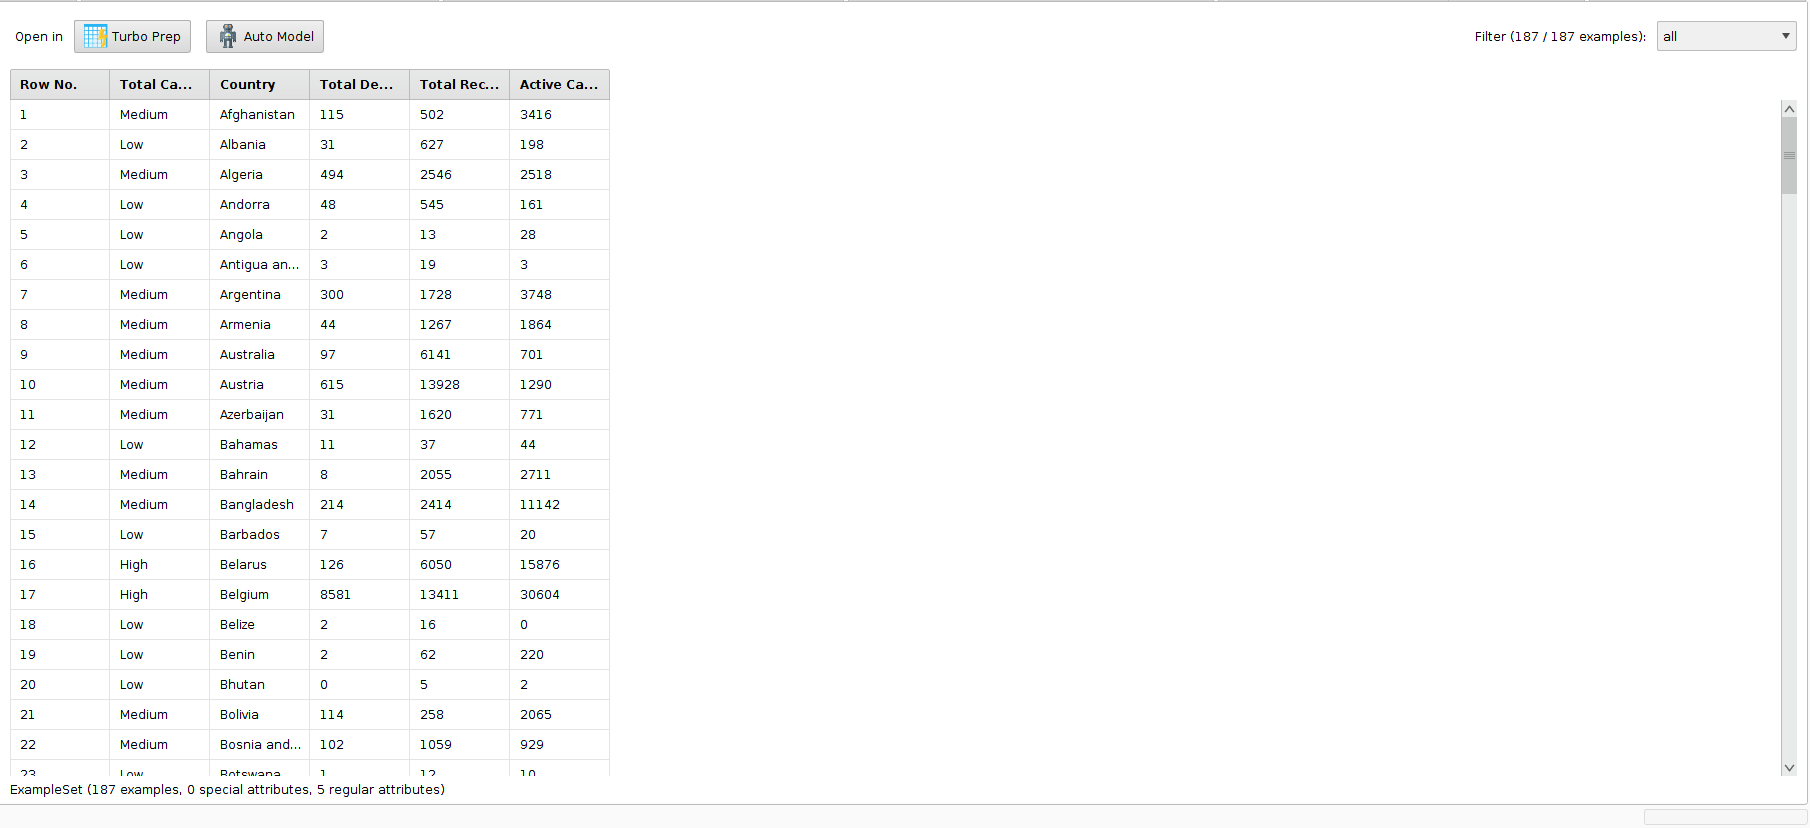 Open in Turbo Prep Auto Model Filter (187 / 187 examples): all
Row No. Total Ca... Country Total De... Total Rec... Active Ca...
1 Medium Afghanistan 115 502 3416
2 Low Albania 31 627 198
3 Medium Algeria 494 2546 2518
4 Low Andorra 48 545 161
5 Low Angola 2 13 28
6 Low Antigua an... 3 19 3
7 Medium Argentina 300 1728 3748
8 Medium Armenia 44 1267 1864
9 Medium Australia 97 6141 701
10 Medium Austria 615 13928 1290
11 Medium Azerbaijan 31 1620 771
12 Low Bahamas 11 37 44
13 Medium Bahrain 8 2055 2711
14 Medium Bangladesh 214 2414 11142
15 Low Barbados 7 57 20
16 High Belarus 126 6050 15876
17 High Belgium 8581 13411 30604
18 Low Belize 2 16 0
19 Low Benin 2 62 220
20 Low Bhutan 0 5 2
21 Medium Bolivia 114 258 2065
22 Medium Bosnia and... 102 1059 929
23 Low Botswana 1 12 10
ExampleSet (187 examples, 0 special attributes, 5 regular attributes)